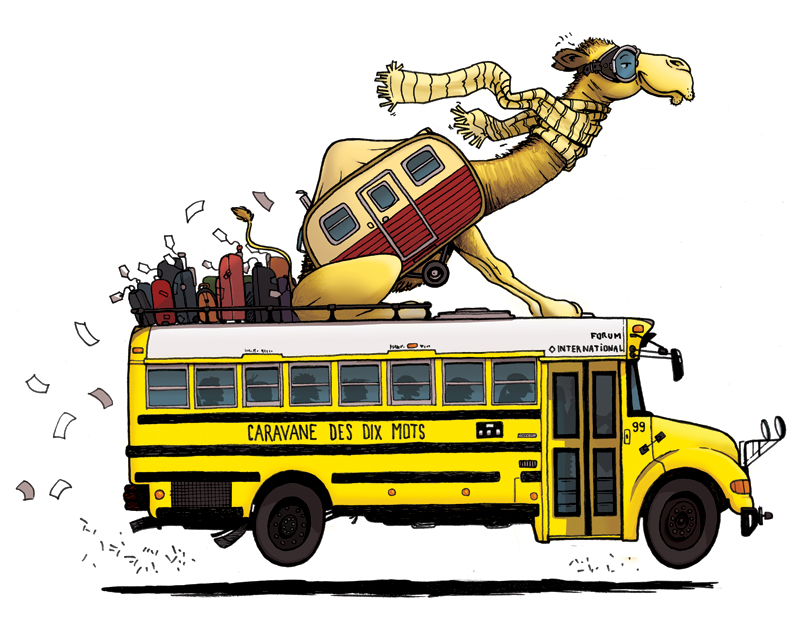 FORUM
INTERNATIONAL
99
CARAVANE DES DIX MOTS